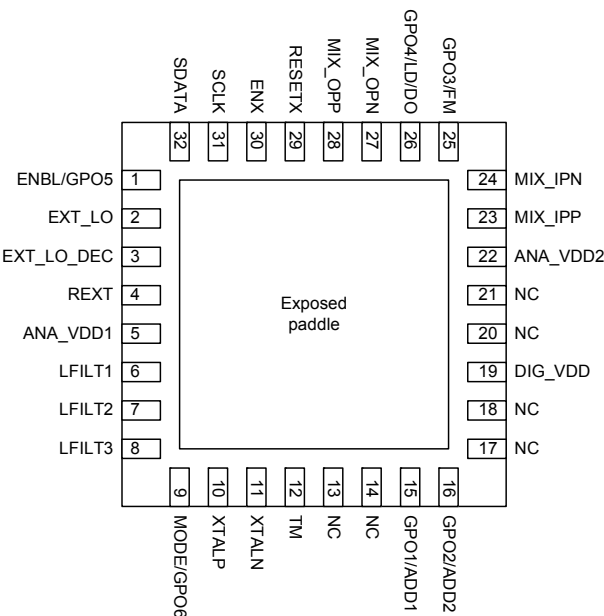 SDATA
SCLK
ENX
RESETX
MIX_OPP
MIX_OPN
GPO4/LD/DO
GPO3/FM
32
31
30
29
28
27
26
25
ENBL/GPO5 1
EXT_LO 2
EXT_LO_DEC 3
REXT 4
ANA_VDD1 5
LFILT1 6
LFILT2 7
LFILT3 8
Exposed
paddle
24 MIX_IPN
23 MIX_IPP
22 ANA_VDD2
21 NC
20 NC
19 DIG_VDD
18 NC
17 NC
9
10
11
12
13
14
15
16
MODE/GPO6
XTALP
XTALN
TM
NC
NC
GPO1/ADD1
GPO2/ADD2